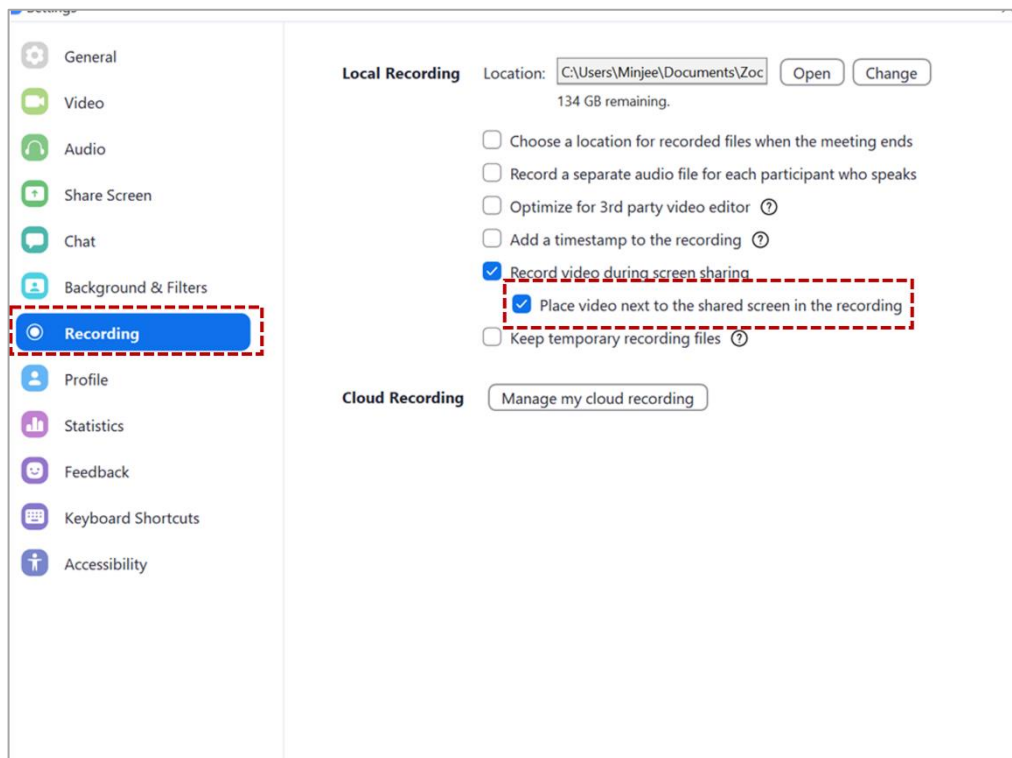 Settings
General
Video
Audio
Share Screen
Chat
Background & Filters
Recording
Profile
Statistics
Feedback
Keyboard Shortcuts
Accessibility
Local Recording Location: C:\Users\Minjee\Documents\Zoc Open Change
134 GB remaining.
Choose a location for recorded files when the meeting ends
Record a separate audio file for each participant who speaks
Optimize for 3rd party video editor ?
Add a timestamp to the recording ?
Record video during screen sharing
Place video next to the shared screen in the recording
Keep temporary recording files ?
Cloud Recording Manage my cloud recording